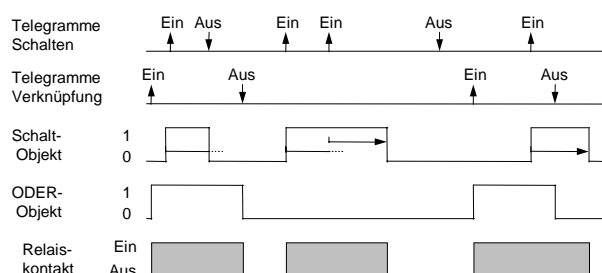 Telegramme
Schalten
Ein Aus Ein Ein Aus Ein
Telegramme
Verknüpfung
Ein Aus Ein Aus
Schalt-
Objekt
1
0
ODER-
Objekt
1
0
Relais-
kontakt
Ein
Aus